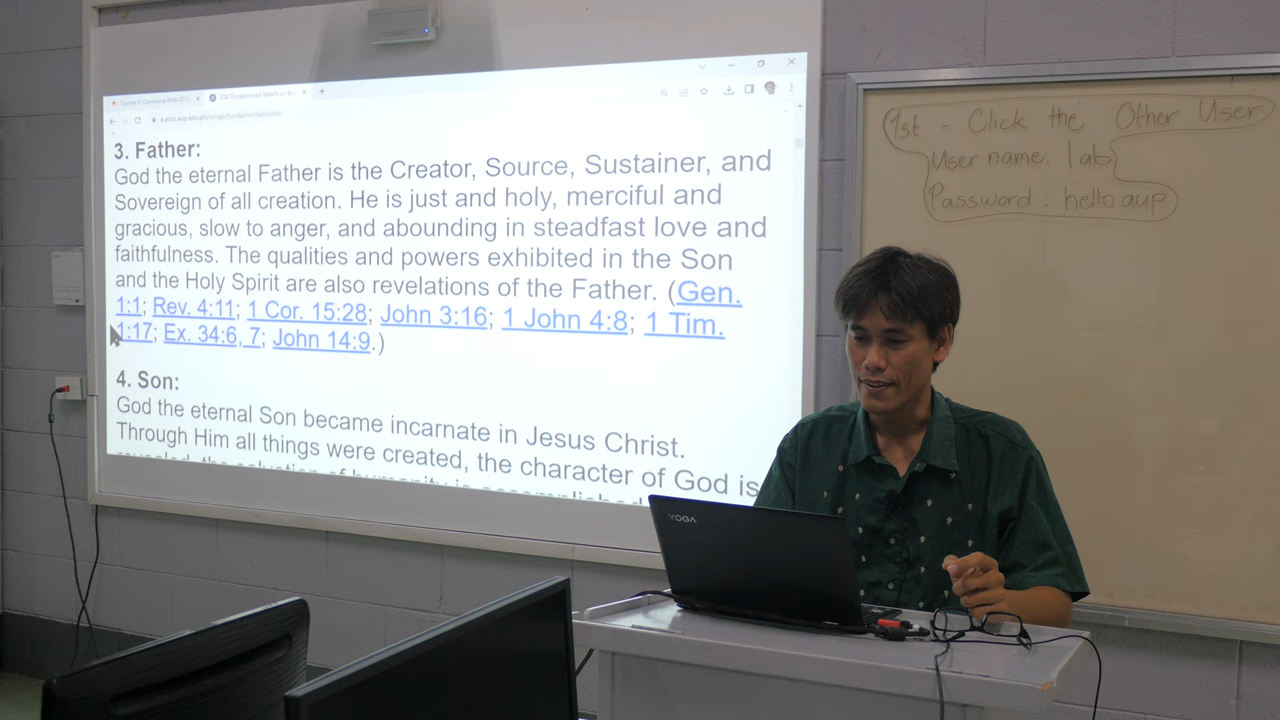 3. Father:
God the eternal Father is the Creator, Source, Sustainer, and
Sovereign of all creation. He is just and holy, merciful and
gracious, slow to anger, and abounding in steadfast love and
faithfulness. The qualities and powers exhibited in the Son
and the Holy Spirit are also revelations of the Father. (Gen.
1:1; Rev. 4:11; 1 Cor. 15:28; John 3:16; 1 John 4:8; 1 Tim.
1:17; Ex. 34:6, 7; John 14:9.)
4. Son:
God the eternal Son became incarnate in Jesus Christ.
Through Him all things were created, the character of God is
1st - Click the Other User
User name: lab
Password : hello aup
YOGA